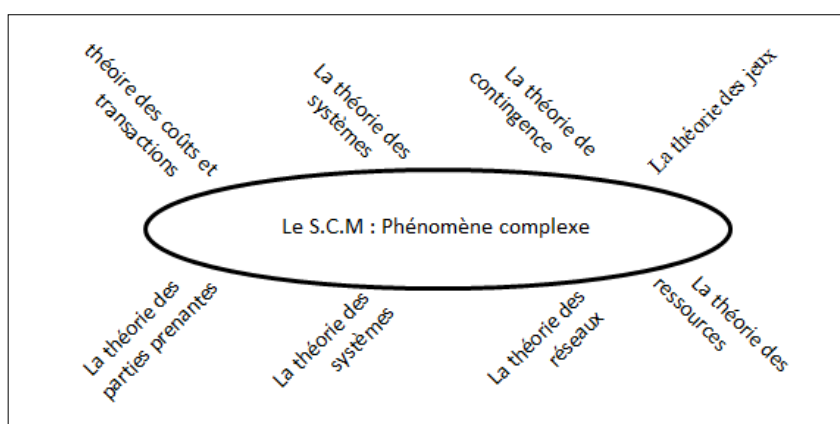 théoire des coûts et
transactions
La théorie des
systèmes
La théorie de
contingence
La théorie des jeux
Le S.C.M : Phénomène complexe
La théorie des
parties prenantes
La théorie des
systèmes
La théorie des
réseaux
La théorie des
ressources